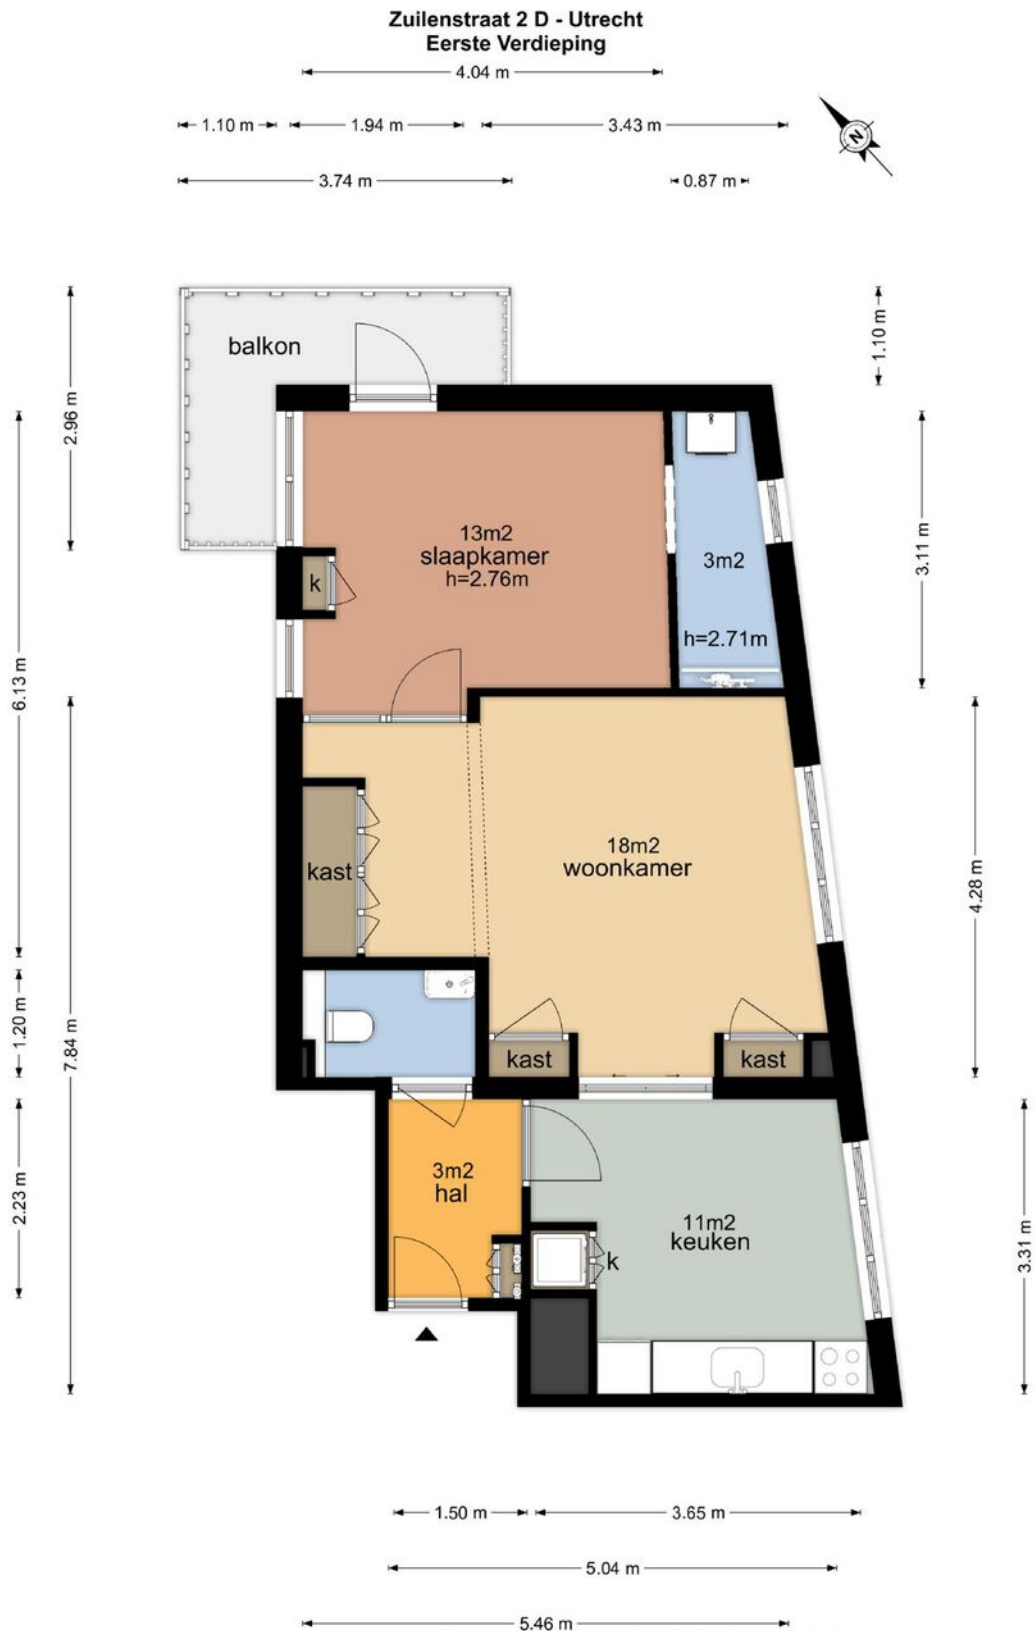 Zuilenstraat 2 D - Utrecht
Eerste Verdieping
4.04 m
1.10 m
1.94 m
3.43 m
N
3.74 m
0.87 m
2.96 m
1.10 m
balkon
13m2
slaapkamer
h=2.76m
k
3m2
h=2.71m
3.11 m
6.13 m
18m2
woonkamer
kast
4.28 m
1.20 m
7.84 m
kast
kast
3m2
hal
2.23 m
11m2
keuken
k
3.31 m
1.50 m
3.65 m
5.04 m
5.46 m